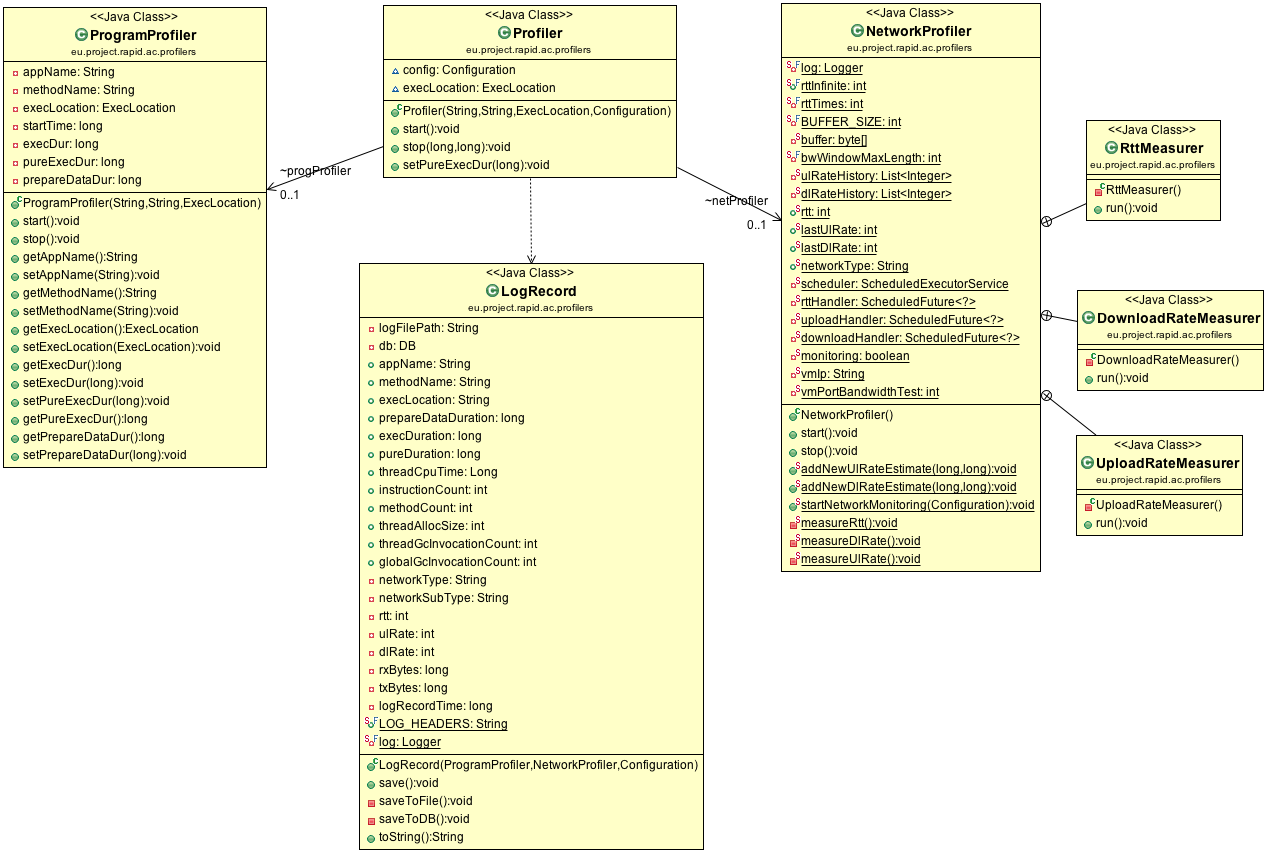 <<Java Class>>
ProgramProfiler
eu.project.rapid.ac.profilers
appName: String
methodName: String
execLocation: ExecLocation
startTime: long
execDur: long
pureExecDur: long
prepareDataDur: long
ProgramProfiler(String,String,ExecLocation)
start():void
stop():void
getAppName():String
setAppName(String):void
getMethodName():String
setMethodName(String):void
getExecLocation():ExecLocation
setExecLocation(ExecLocation):void
getExecDur():long
setExecDur(long):void
setPureExecDur(long):void
getPureExecDur():long
getPrepareDataDur():long
setPrepareDataDur(long):void
<<Java Class>>
Profiler
eu.project.rapid.ac.profilers
config: Configuration
execLocation: ExecLocation
Profiler(String,String,ExecLocation,Configuration)
start():void
stop(long,long):void
setPureExecDur(long):void
~progProfiler
0..1
~netProfiler
0..1
<<Java Class>>
LogRecord
eu.project.rapid.ac.profilers
logFilePath: String
db: DB
appName: String
methodName: String
execLocation: String
prepareDataDuration: long
execDuration: long
pureDuration: long
threadCpuTime: Long
instructionCount: int
methodCount: int
threadAllocSize: int
threadGcInvocationCount: int
globalGcInvocationCount: int
networkType: String
networkSubType: String
rtt: int
ulRate: int
dlRate: int
rxBytes: long
txBytes: long
logRecordTime: long
LOG_HEADERS: String
log: Logger
LogRecord(ProgramProfiler,NetworkProfiler,Configuration)
save():void
saveToFile():void
saveToDB():void
toString():String
<<Java Class>>
NetworkProfiler
eu.project.rapid.ac.profilers
log: Logger
rttInfinite: int
rttTimes: int
BUFFER_SIZE: int
buffer: byte[]
bwWindowMaxLength: int
ulRateHistory: List<Integer>
dlRateHistory: List<Integer>
rtt: int
lastUlRate: int
lastDlRate: int
networkType: String
scheduler: ScheduledExecutorService
rttHandler: ScheduledFuture<?>
uploadHandler: ScheduledFuture<?>
downloadHandler: ScheduledFuture<?>
monitoring: boolean
vmIp: String
vmPortBandwidthTest: int
NetworkProfiler()
start():void
stop():void
addNewUlRateEstimate(long,long):void
addNewDlRateEstimate(long,long):void
startNetworkMonitoring(Configuration):void
measureRtt():void
measureDlRate():void
measureUlRate():void
<<Java Class>>
RttMeasurer
eu.project.rapid.ac.profilers
RttMeasurer()
run():void
<<Java Class>>
DownloadRateMeasurer
eu.project.rapid.ac.profilers
DownloadRateMeasurer()
run():void
<<Java Class>>
UploadRateMeasurer
eu.project.rapid.ac.profilers
UploadRateMeasurer()
run():void